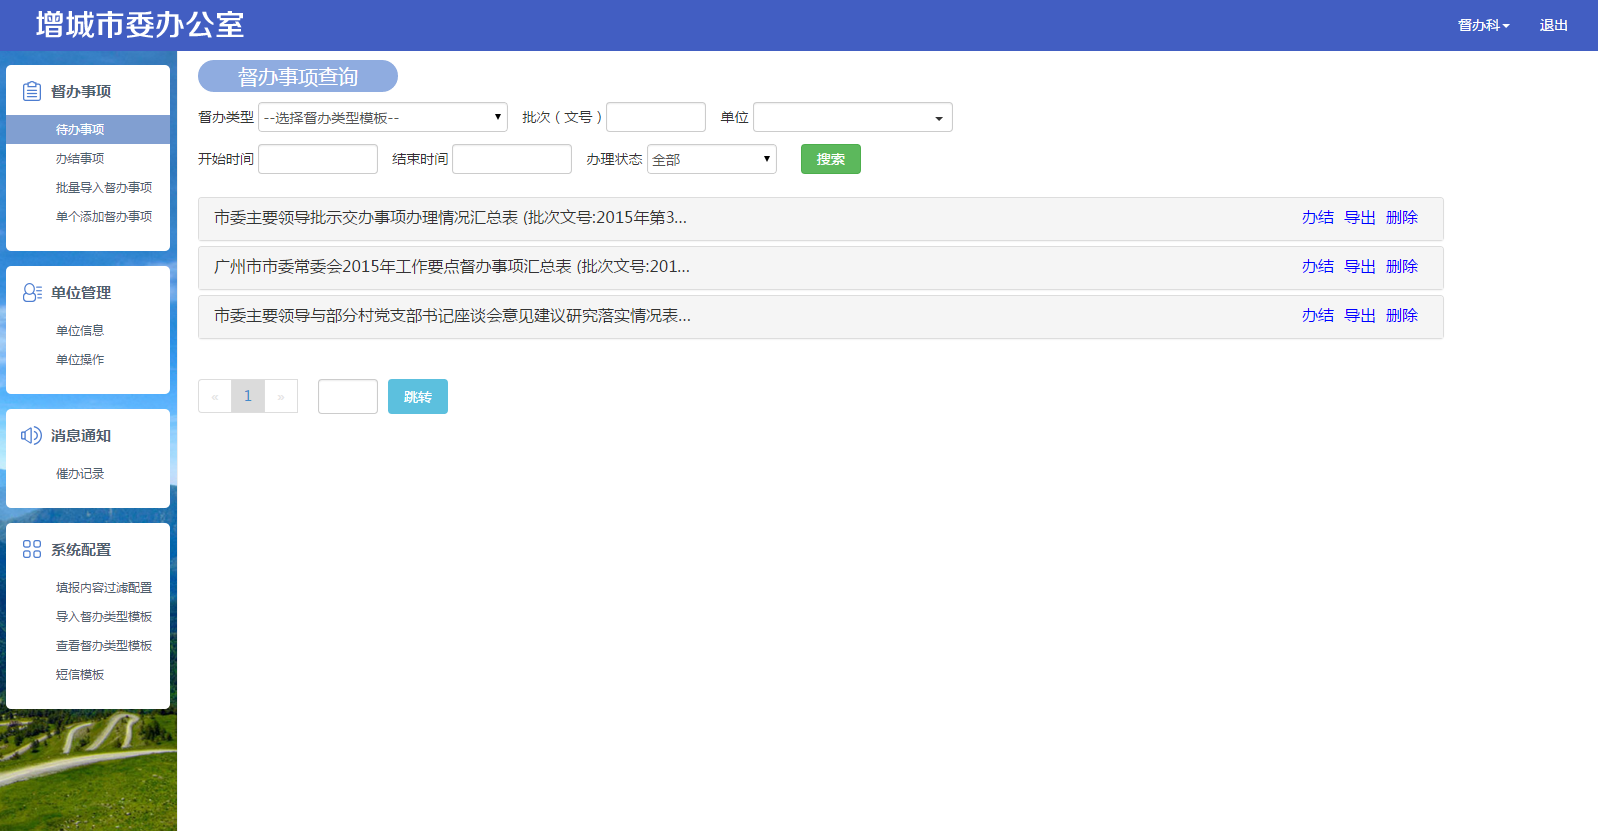 增城市委办公室
督办科
退出
督办事项
待办事项
办结事项
批量导入督办事项
单个添加督办事项
单位管理
单位信息
单位操作
消息通知
催办记录
系统配置
填报内容过滤配置
导入督办类型模板
查看督办类型模板
短信模板
督办事项查询
督办类型 --选择督办类型模板-- 批次（文号） 单位
开始时间 结束时间 办理状态 全部 搜索
市委主要领导批示交办事项办理情况汇总表 (批次文号:2015年第3... 办结 导出 删除
广州市市委常委会2015年工作要点督办事项汇总表 (批次文号:201... 办结 导出 删除
市委主要领导与部分村党支部书记座谈会意见建议研究落实情况表... 办结 导出 删除
« 1 » 跳转